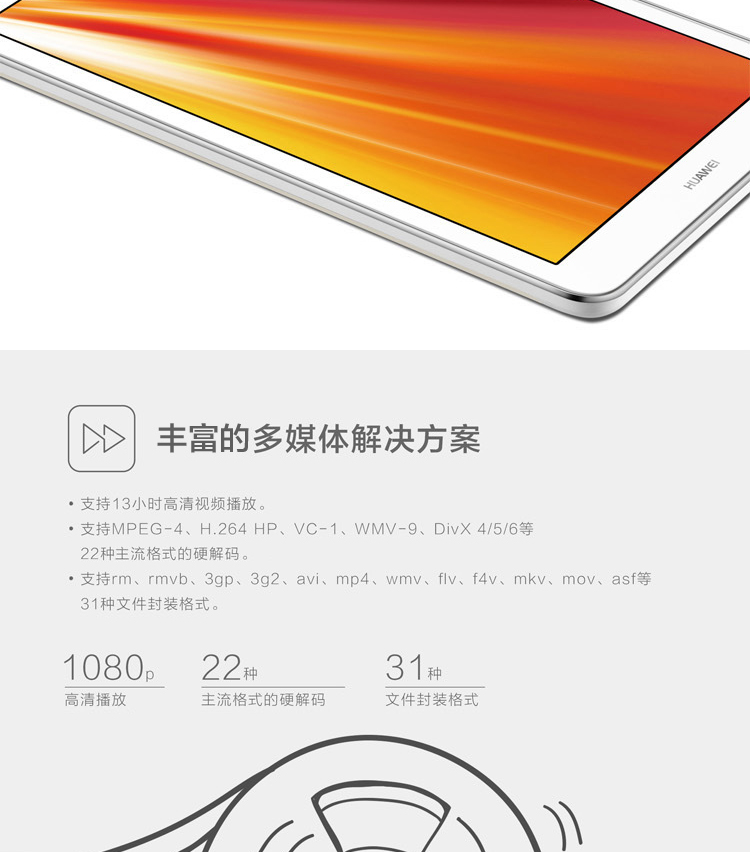 HUAWEI
丰富的多媒体解决方案
• 支持13小时高清视频播放。
• 支持MPEG-4、H.264 HP、VC-1、WMV-9、DivX 4/5/6等
22种主流格式的硬解码。
• 支持rm、rmvb、3gp、3g2、avi、mp4、wmv、flv、f4v、mkv、mov、asf等
31种文件封装格式。
1080p 22种 31种
高清播放 主流格式的硬解码 文件封装格式